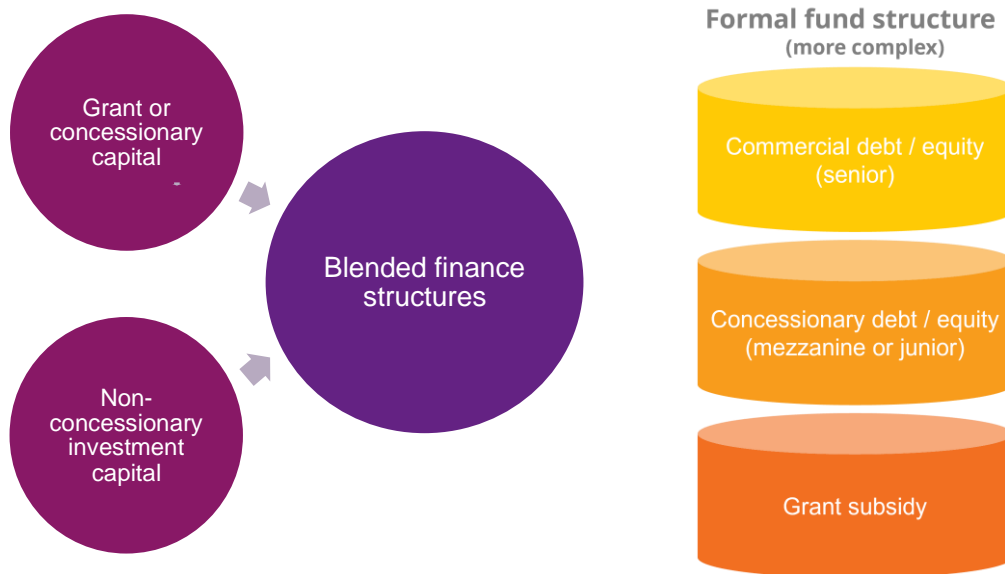 Grant or
concessionary
capital
Non-
concessionary
investment
capital
Blended finance
structures
Formal fund structure
(more complex)
Commercial debt / equity
(senior)
Concessionary debt / equity
(mezzanine or junior)
Grant subsidy